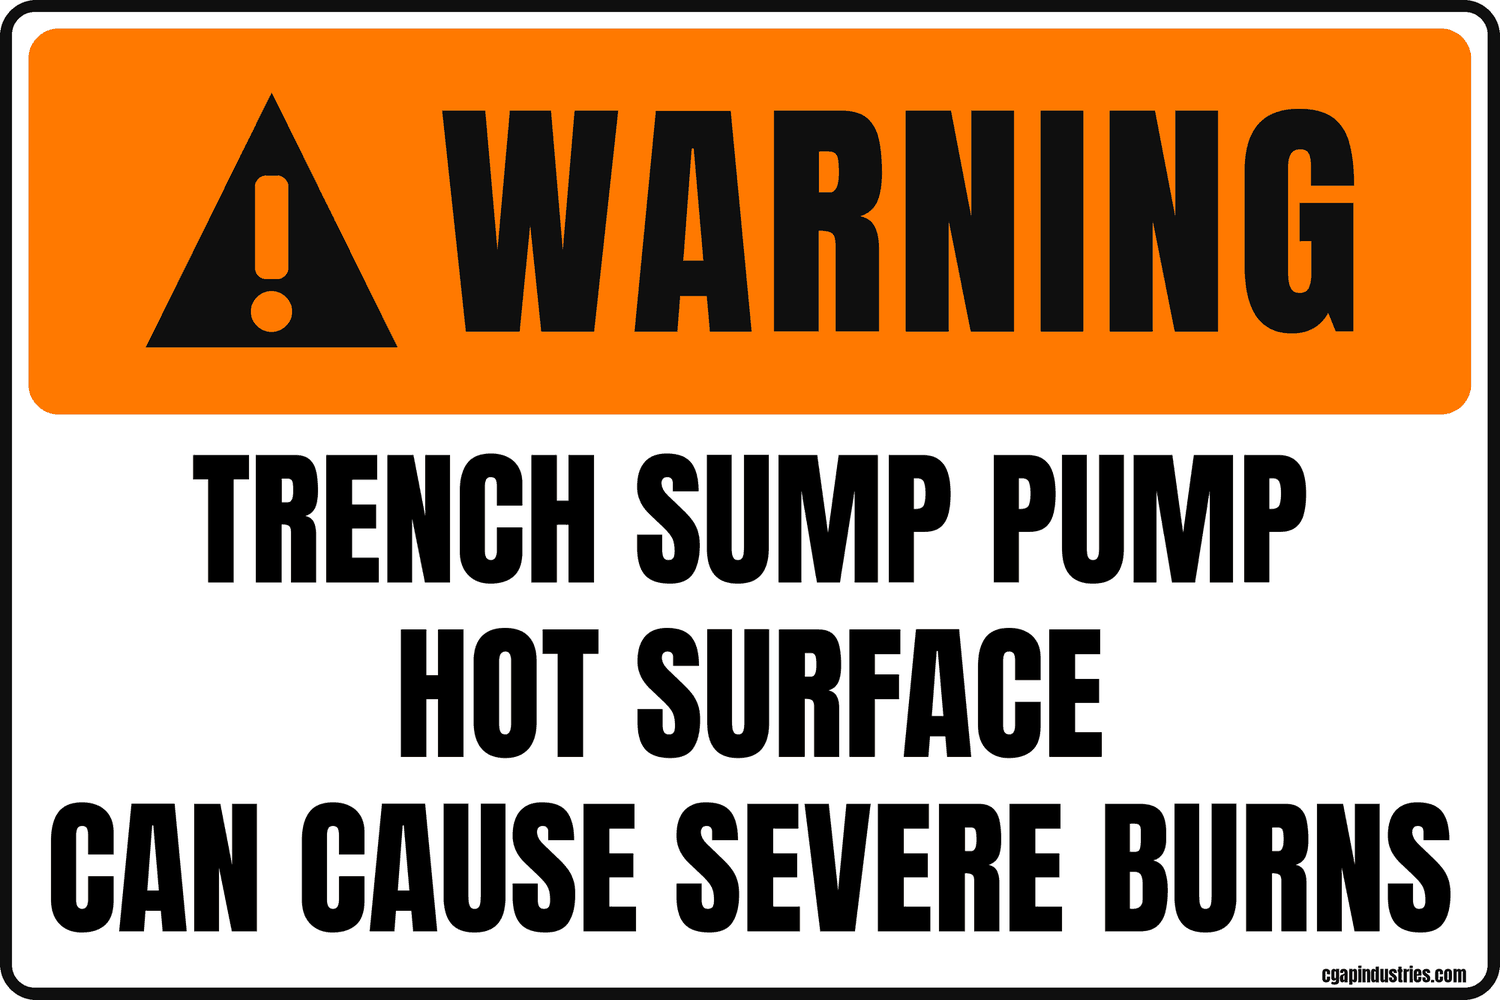 WARNING
TRENCH SUMP PUMP
HOT SURFACE
CAN CAUSE SEVERE BURNS
cgapindustries.com